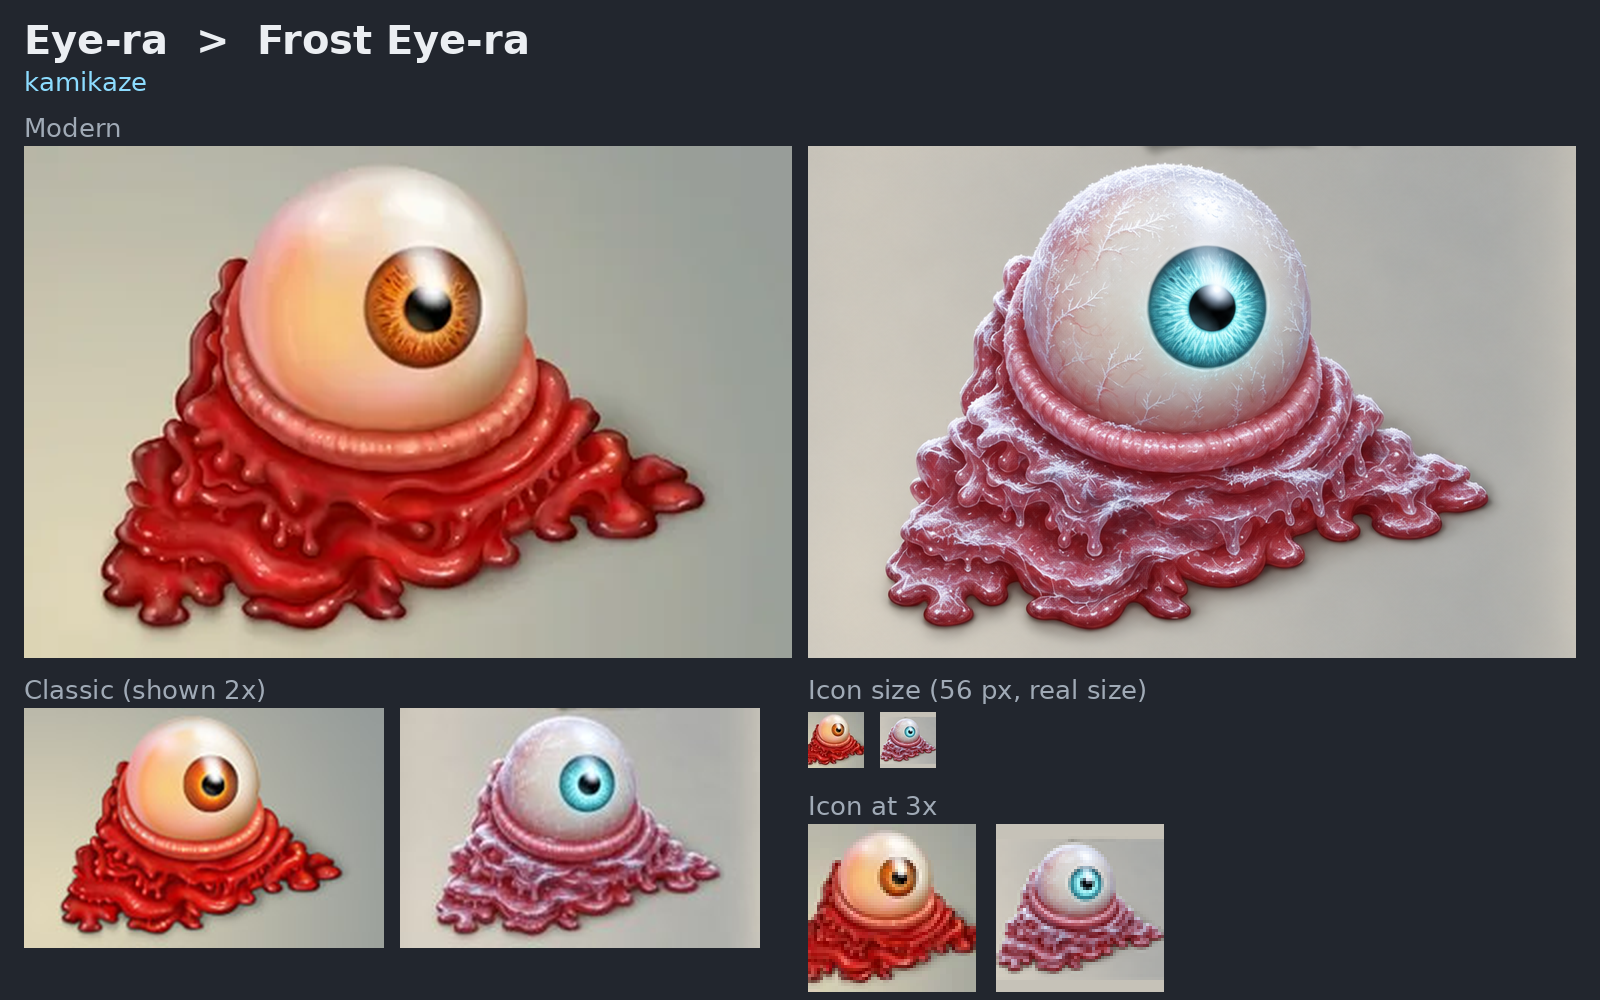 Eye-ra > Frost Eye-ra
kamikaze
Modern
Classic (shown 2x)
Icon size (56 px, real size)
Icon at 3x